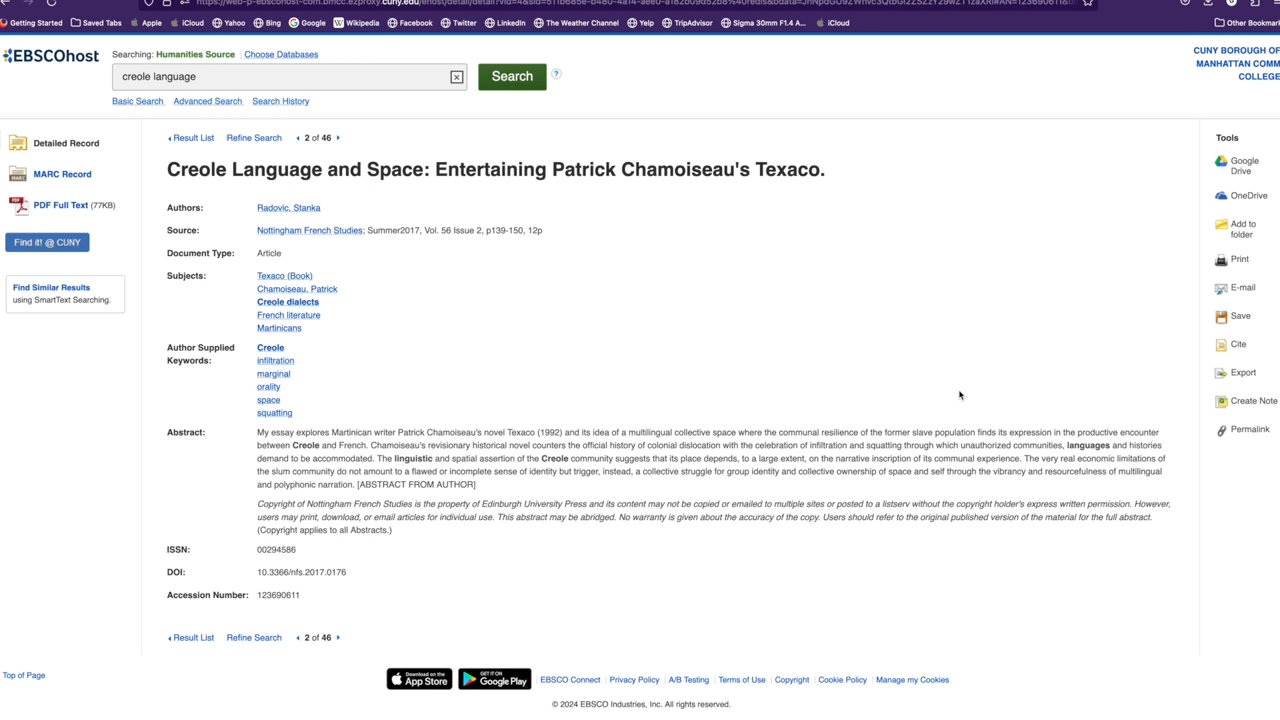 Getting Started Saved Tabs Apple iCloud Yahoo Bing Google Wikipedia Facebook Twitter LinkedIn The Weather Channel Yelp TripAdvisor Sigma 30mm F1.4 A... iCloud Other Bookmar
EBSCOhost
Searching: Humanities Source | Choose Databases
creole language
Search
?
Basic Search Advanced Search Search History
CUNY BOROUGH OF
MANHATTAN COMM
COLLEGE
Detailed Record
MARC Record
PDF Full Text (77KB)
Find it! @ CUNY
Find Similar Results
using SmartText Searching.
Result List Refine Search 2 of 46
Creole Language and Space: Entertaining Patrick Chamoiseau's Texaco.
Authors: Radovic, Stanka
Source: Nottingham French Studies; Summer2017, Vol. 56 Issue 2, p139-150, 12p
Document Type: Article
Subjects: Texaco (Book)
Chamoiseau, Patrick
Creole dialects
French literature
Martinicans
Author Supplied Keywords: Creole
infiltration
marginal
orality
space
squatting
Abstract: My essay explores Martinican writer Patrick Chamoiseau's novel Texaco (1992) and its idea of a multilingual collective space where the communal resilience of the former slave population finds its expression in the productive encounter
between Creole and French. Chamoiseau's revisionary historical novel counters the official history of colonial dislocation with the celebration of infiltration and squatting through which unauthorized communities, languages and histories
demand to be accommodated. The linguistic and spatial assertion of the Creole community suggests that its place depends, to a large extent, on the narrative inscription of its communal experience. The very real economic limitations of
the slum community do not amount to a flawed or incomplete sense of identity but trigger, instead, a collective struggle for group identity and collective ownership of space and self through the vibrancy and resourcefulness of multilingual
and polyphonic narration. [ABSTRACT FROM AUTHOR]
Copyright of Nottingham French Studies is the property of Edinburgh University Press and its content may not be copied or emailed to multiple sites or posted to a listserv without the copyright holder's express written permission. However,
users may print, download, or email articles for individual use. This abstract may be abridged. No warranty is given about the accuracy of the copy. Users should refer to the original published version of the material for the full abstract.
(Copyright applies to all Abstracts.)
ISSN: 00294586
DOI: 10.3366/nfs.2017.0176
Accession Number: 123690611
Result List Refine Search 2 of 46
Tools
Google
Drive
OneDrive
Add to
folder
Print
E-mail
Save
Cite
Export
Create Note
Permalink
Top of Page
Download on the App Store
GET IT ON Google Play
EBSCO Connect | Privacy Policy | A/B Testing | Terms of Use | Copyright | Cookie Policy | Manage my Cookies
© 2024 EBSCO Industries, Inc. All rights reserved.